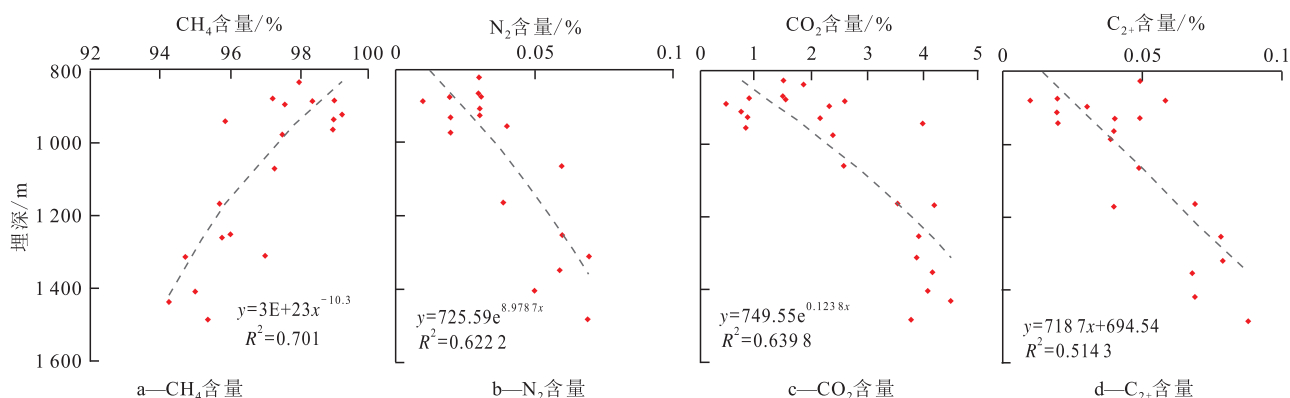 CH₄含量/%
92 94 96 98 100
N₂含量/%
0 0.05 0.1
CO₂含量/%
0 1 2 3 4 5
C₂₊含量/%
0 0.05 0.1
埋深/m
800
1 000
1 200
1 400
1 600
y=3E+23x⁻¹⁰·³
R²=0.701
y=725.59e⁸·⁹⁷⁸ ⁷ˣ
R²=0.622 2
y=749.55e⁰·¹²³ ⁸ˣ
R²=0.639 8
y=718 7x+694.54
R²=0.514 3
a—CH₄含量
b—N₂含量
c—CO₂含量
d—C₂₊含量